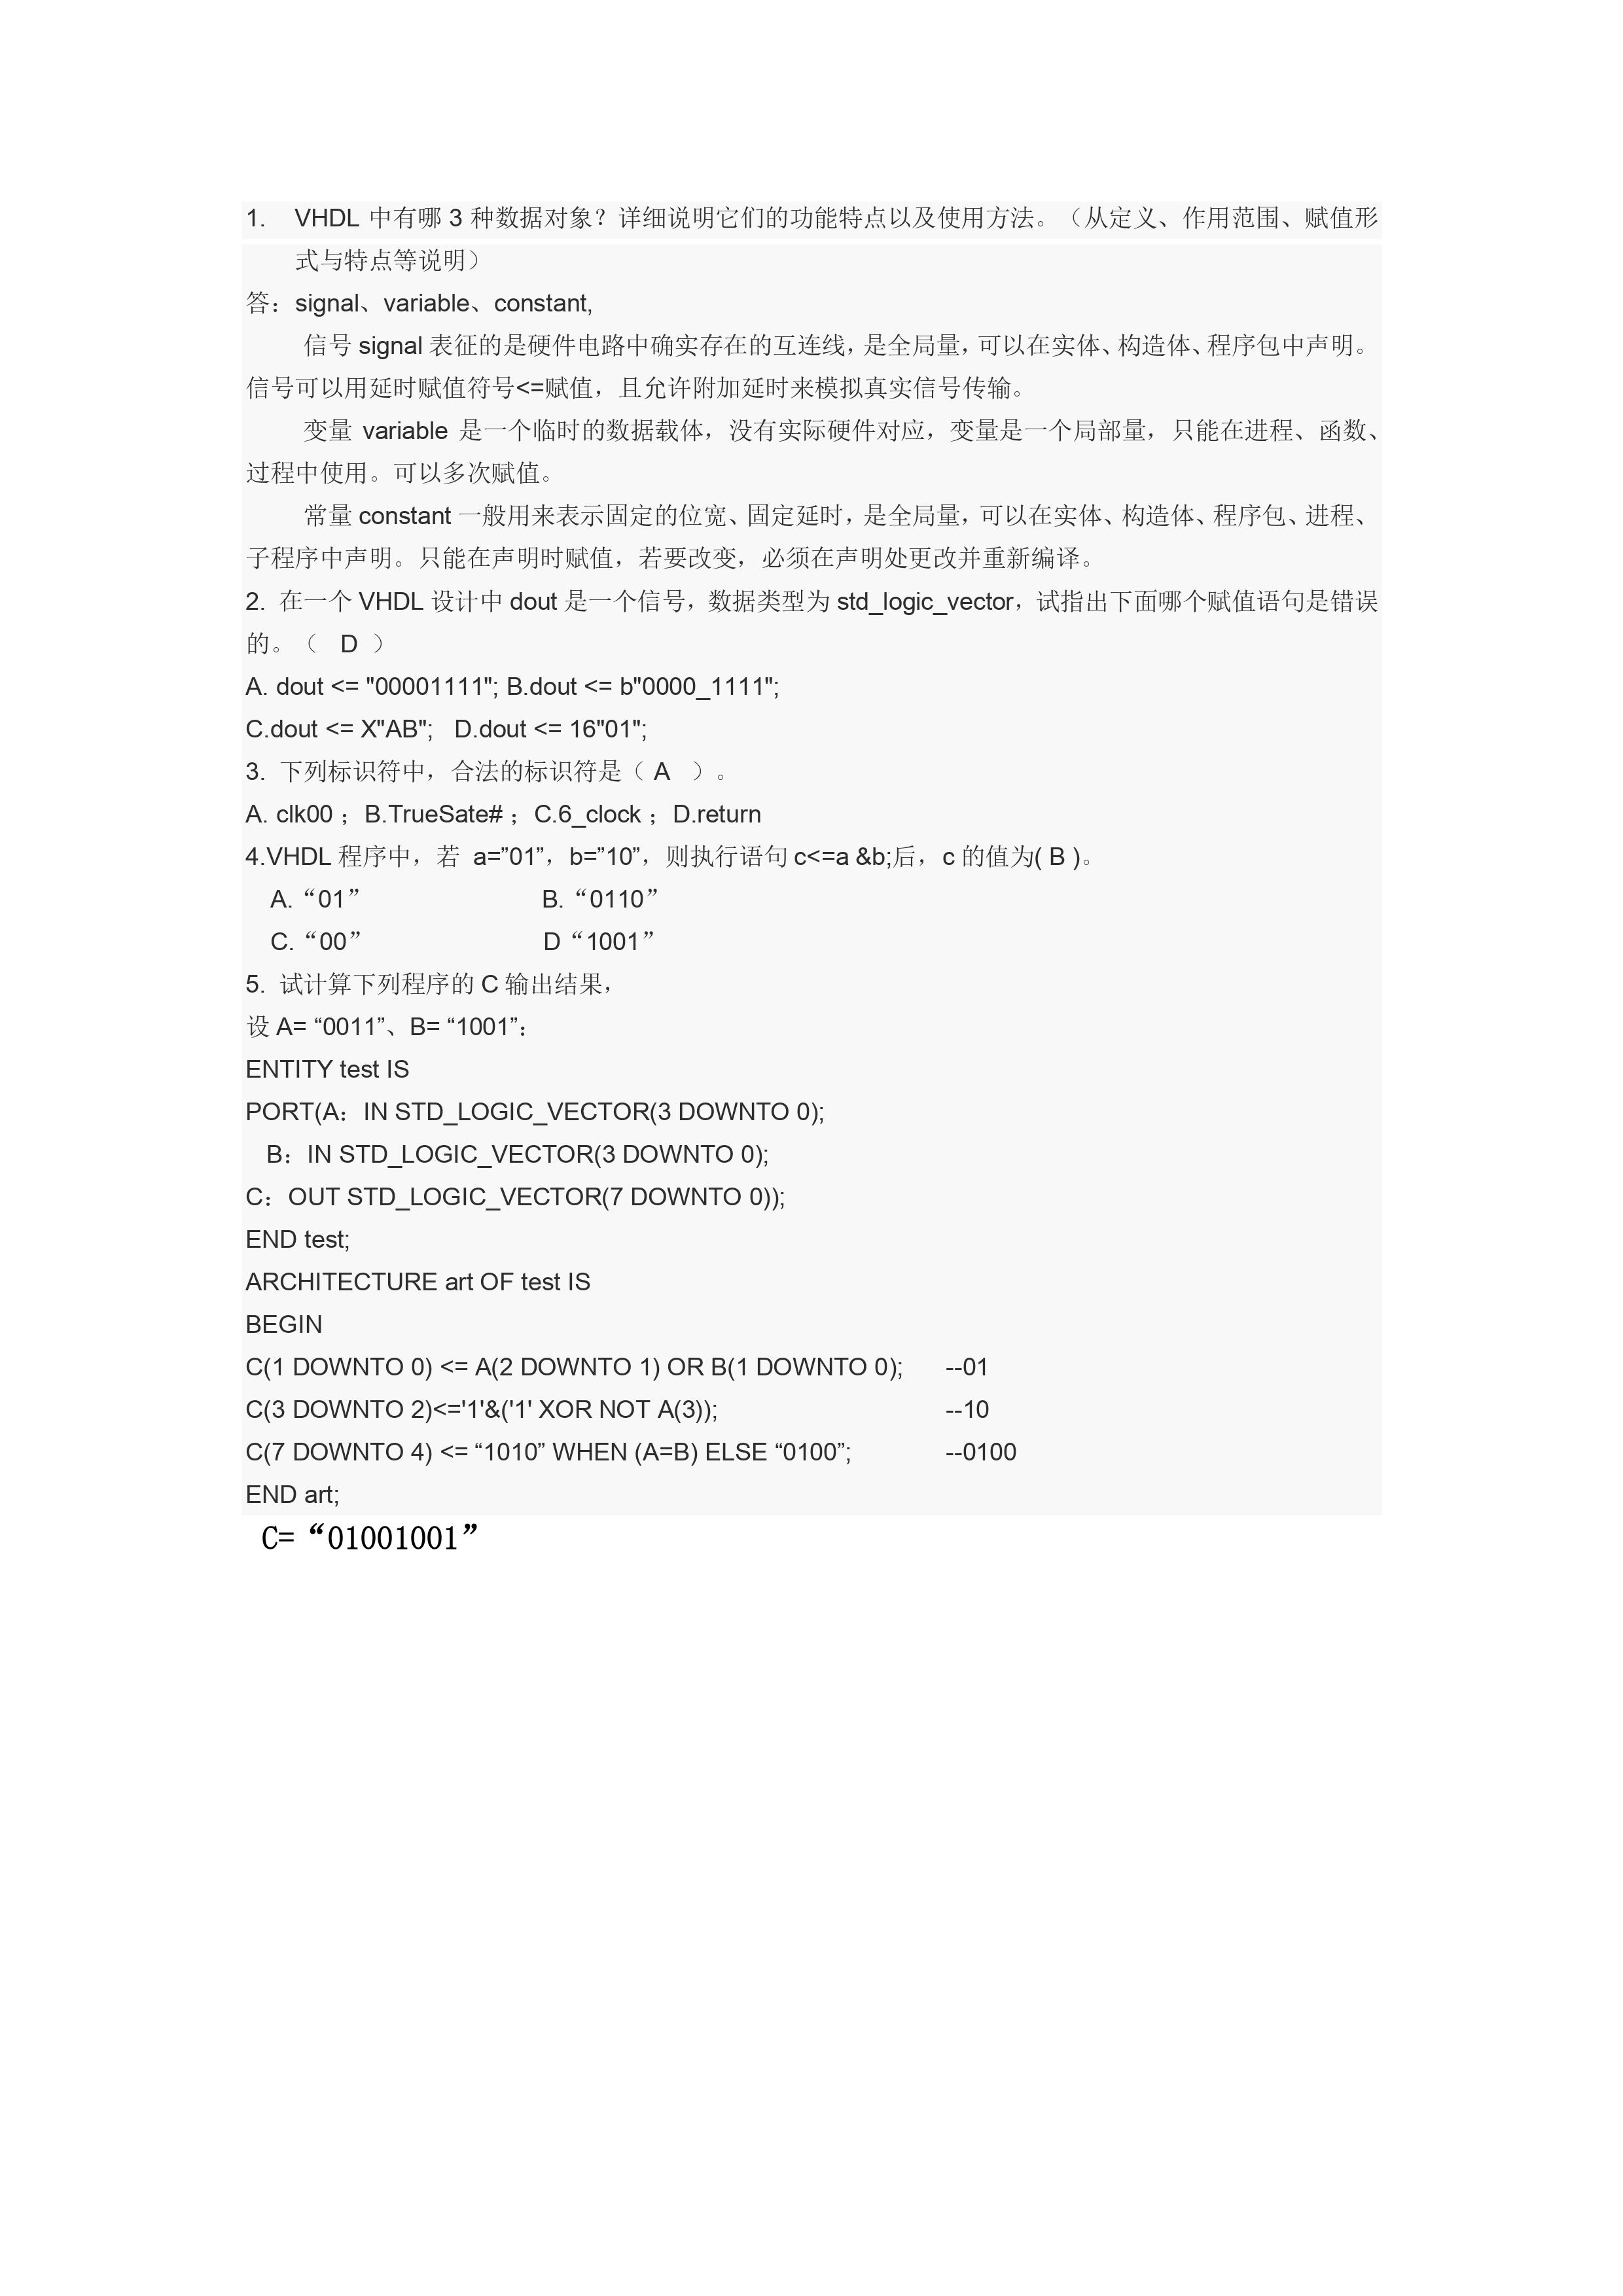 1. VHDL 中有哪 3 种数据对象？详细说明它们的功能特点以及使用方法。（从定义、作用范围、赋值形
式与特点等说明）
答：signal、variable、constant,
信号 signal 表征的是硬件电路中确实存在的互连线，是全局量，可以在实体、构造体、程序包中声明。
信号可以用延时赋值符号<=赋值，且允许附加延时来模拟真实信号传输。
变量 variable 是一个临时的数据载体，没有实际硬件对应，变量是一个局部量，只能在进程、函数、
过程中使用。可以多次赋值。
常量 constant 一般用来表示固定的位宽、固定延时，是全局量，可以在实体、构造体、程序包、进程、
子程序中声明。只能在声明时赋值，若要改变，必须在声明处更改并重新编译。
2. 在一个 VHDL 设计中 dout 是一个信号，数据类型为 std_logic_vector，试指出下面哪个赋值语句是错误
的。（ D ）
A. dout <= "00001111"; B.dout <= b"0000_1111";
C.dout <= X"AB"; D.dout <= 16"01";
3. 下列标识符中，合法的标识符是（ A ）。
A. clk00；B.TrueSate#；C.6_clock；D.return
4.VHDL 程序中，若 a=”01”，b=”10”，则执行语句 c<=a &b;后，c 的值为( B )。
A.“01” B.“0110”
C.“00” D“1001”
5. 试计算下列程序的 C 输出结果，
设 A= “0011”、B= “1001”：
ENTITY test IS
PORT(A：IN STD_LOGIC_VECTOR(3 DOWNTO 0);
B：IN STD_LOGIC_VECTOR(3 DOWNTO 0);
C：OUT STD_LOGIC_VECTOR(7 DOWNTO 0));
END test;
ARCHITECTURE art OF test IS
BEGIN
C(1 DOWNTO 0) <= A(2 DOWNTO 1) OR B(1 DOWNTO 0); --01
C(3 DOWNTO 2)<='1'&('1' XOR NOT A(3)); --10
C(7 DOWNTO 4) <= “1010” WHEN (A=B) ELSE “0100”; --0100
END art;
C=“01001001”